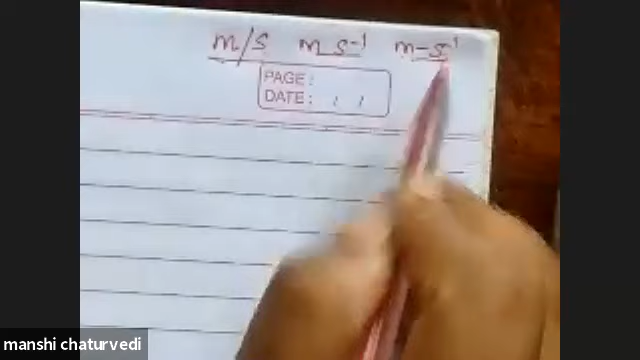 m/s m s⁻¹ m-s⁻¹
PAGE:
DATE: / /
manshi chaturvedi